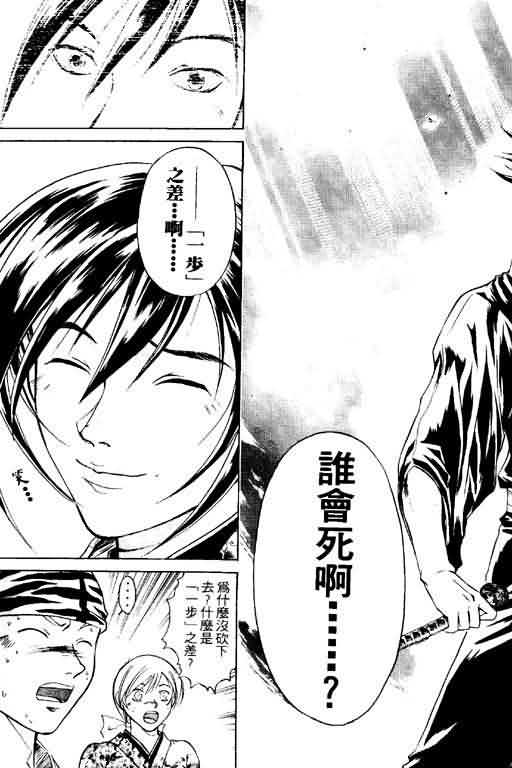 誰會死啊……?
——「一步」
之差…啊……
笑…
……
為什麼沒砍下
去?什麼是
「一步」之差?